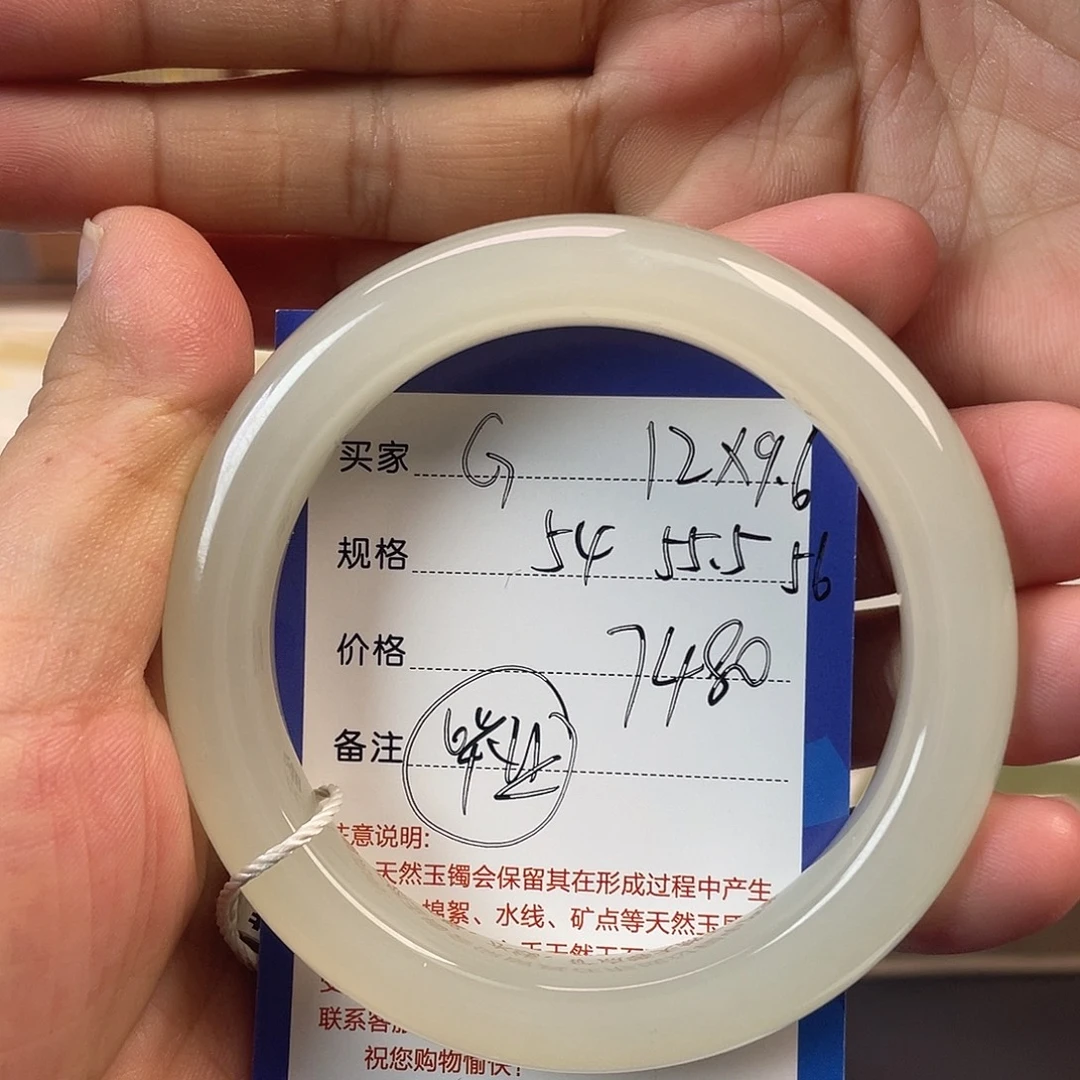 买家 G 12X9.6
规格 54 55.5 56
价格 7480
备注
注意说明:
天然玉镯会保留其在形成过程中产生
棉絮、水线、矿点等天然玉
联系客服
祝您购物愉快!